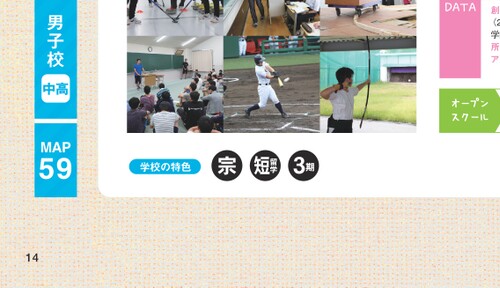 男子校
中高
MAP
59
DATA
創
（2
学
所
ア
オープン
スクール
学校の特色
宗
短留学
3期
14